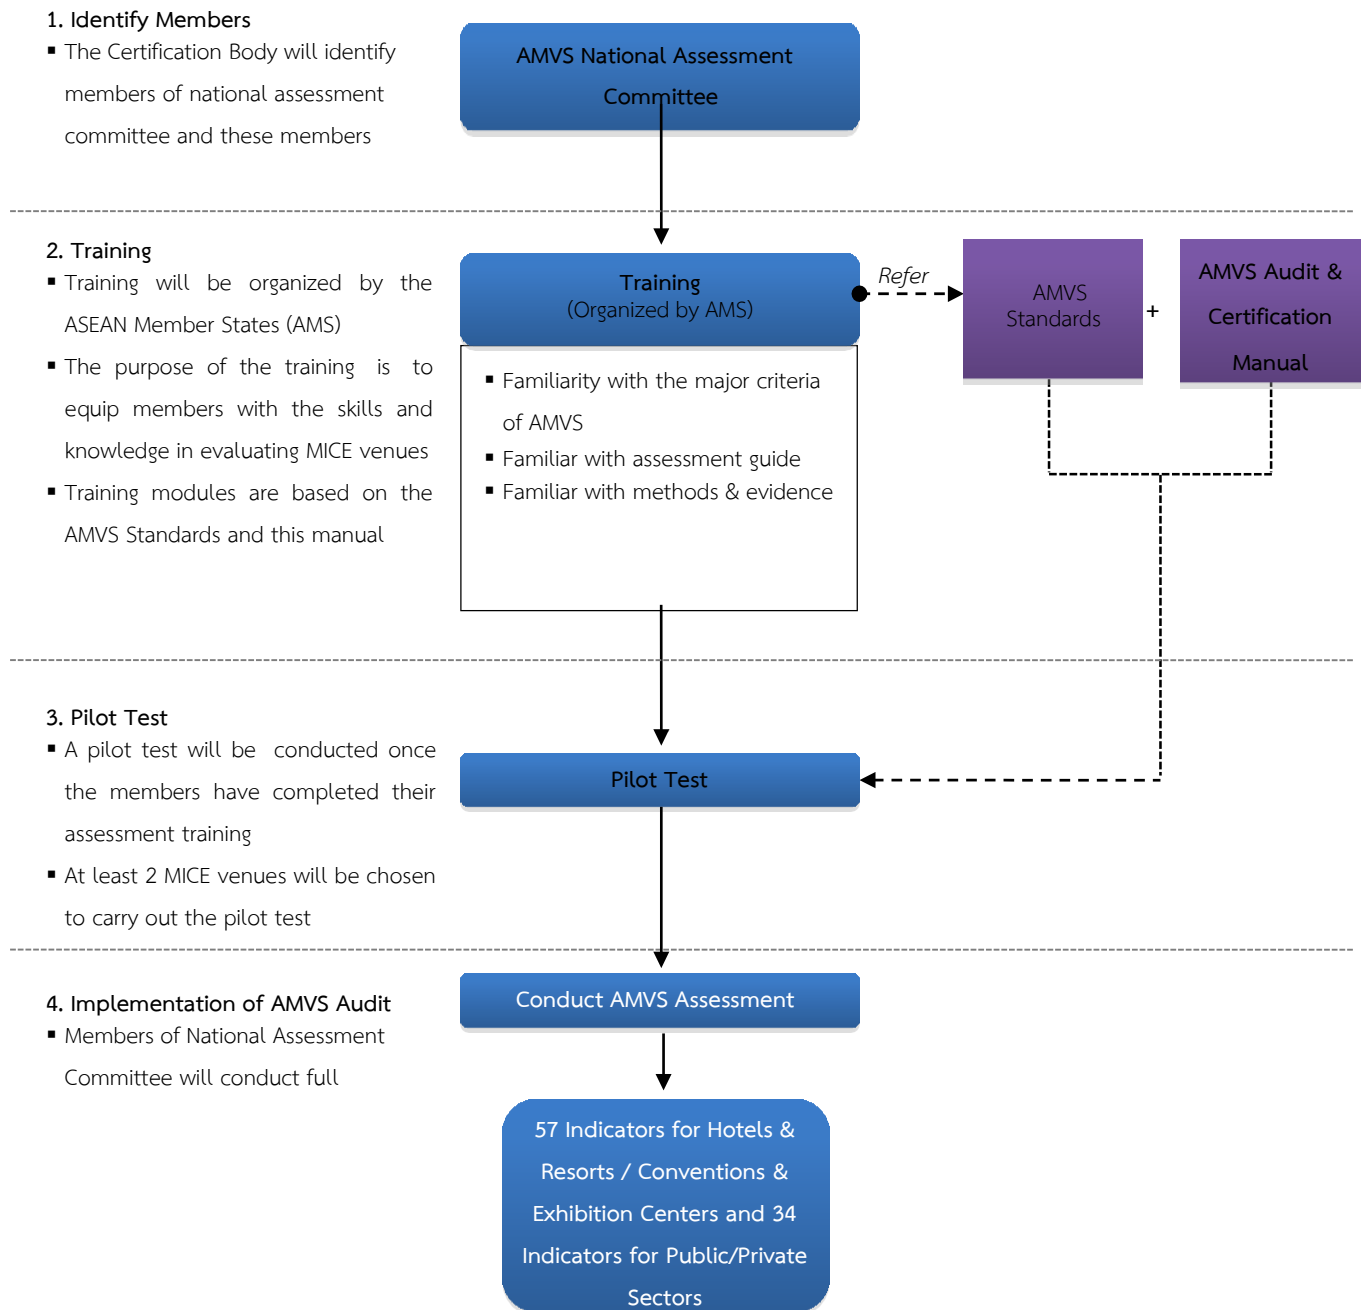 1. Identify Members
▪ The Certification Body will identify
members of national assessment
committee and these members
AMVS National Assessment
Committee
2. Training
▪ Training will be organized by the
ASEAN Member States (AMS)
▪ The purpose of the training is to
equip members with the skills and
knowledge in evaluating MICE venues
▪ Training modules are based on the
AMVS Standards and this manual
Training
(Organized by AMS)
▪ Familiarity with the major criteria
of AMVS
▪ Familiar with assessment guide
▪ Familiar with methods & evidence
Refer
AMVS
Standards
+
AMVS Audit &
Certification
Manual
3. Pilot Test
▪ A pilot test will be conducted once
the members have completed their
assessment training
▪ At least 2 MICE venues will be chosen
to carry out the pilot test
Pilot Test
4. Implementation of AMVS Audit
▪ Members of National Assessment
Committee will conduct full
Conduct AMVS Assessment
57 Indicators for Hotels &
Resorts / Conventions &
Exhibition Centers and 34
Indicators for Public/Private
Sectors